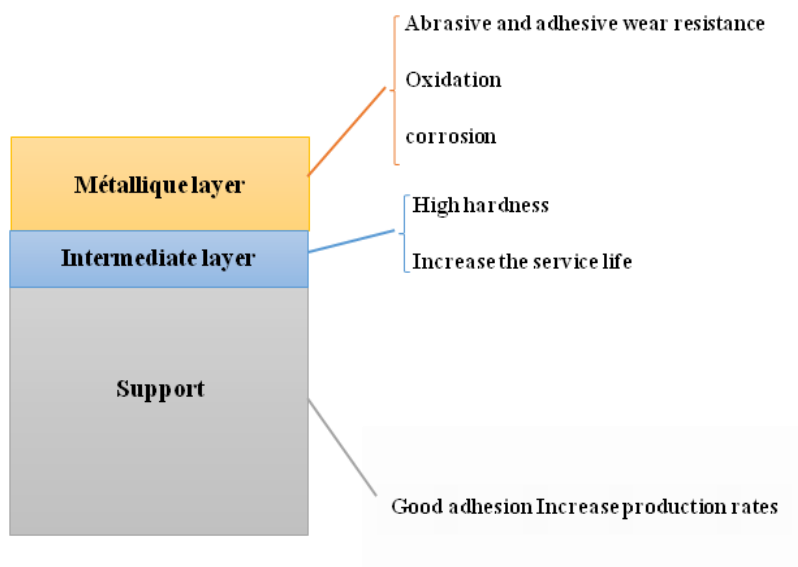 Abrasive and adhesive wear resistance
Oxidation
corrosion
Métallique layer
High hardness
Intermediate layer
Increase the service life
Support
Good adhesion Increase production rates